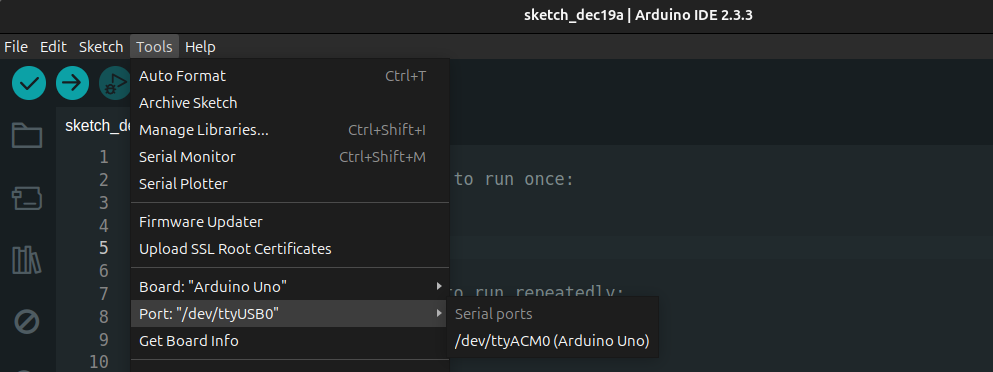 sketch_dec19a | Arduino IDE 2.3.3
File Edit Sketch Tools Help
Auto Format Ctrl+T
Archive Sketch
Manage Libraries... Ctrl+Shift+I
Serial Monitor Ctrl+Shift+M
Serial Plotter
Firmware Updater
Upload SSL Root Certificates
Board: "Arduino Uno"
Port: "/dev/ttyUSB0"
Get Board Info
Serial ports
/dev/ttyACM0 (Arduino Uno)
sketch_de
1
2 to run once:
3
4
5
6
7 to run repeatedly:
8
9
10